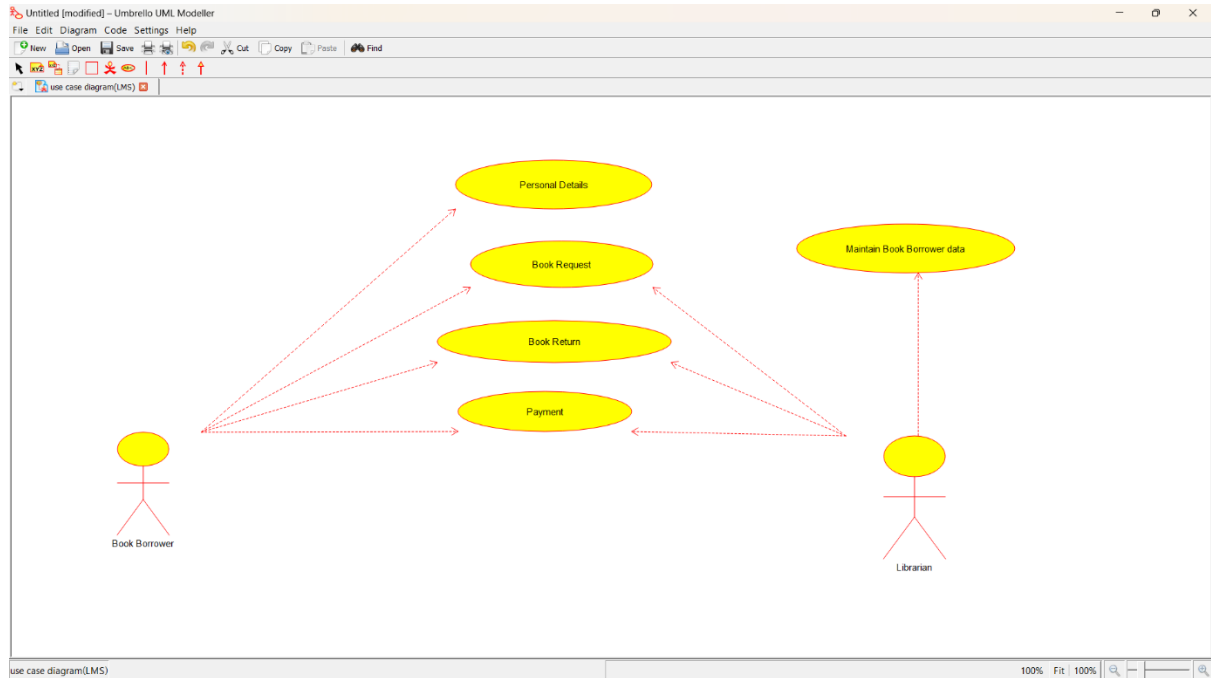 Untitled [modified] – Umbrello UML Modeller
File Edit Diagram Code Settings Help
New Open Save Cut Copy Paste Find
use case diagram(LMS)
Personal Details
Maintain Book Borrower data
Book Request
Book Return
Payment
Book Borrower
Librarian
use case diagram(LMS) 100% Fit 100%